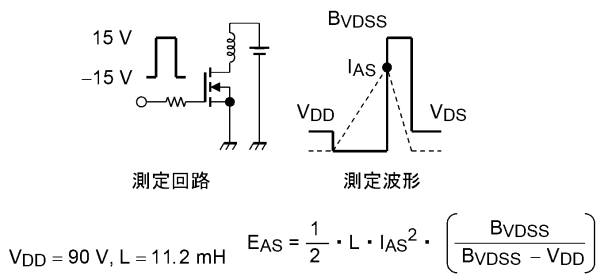 15 V
−15 V
測定回路
BVDSS
IAS
VDD
VDS
測定波形
VDD = 90 V, L = 11.2 mH
EAS = 1/2 · L · IAS² · (BVDSS / (BVDSS − VDD))